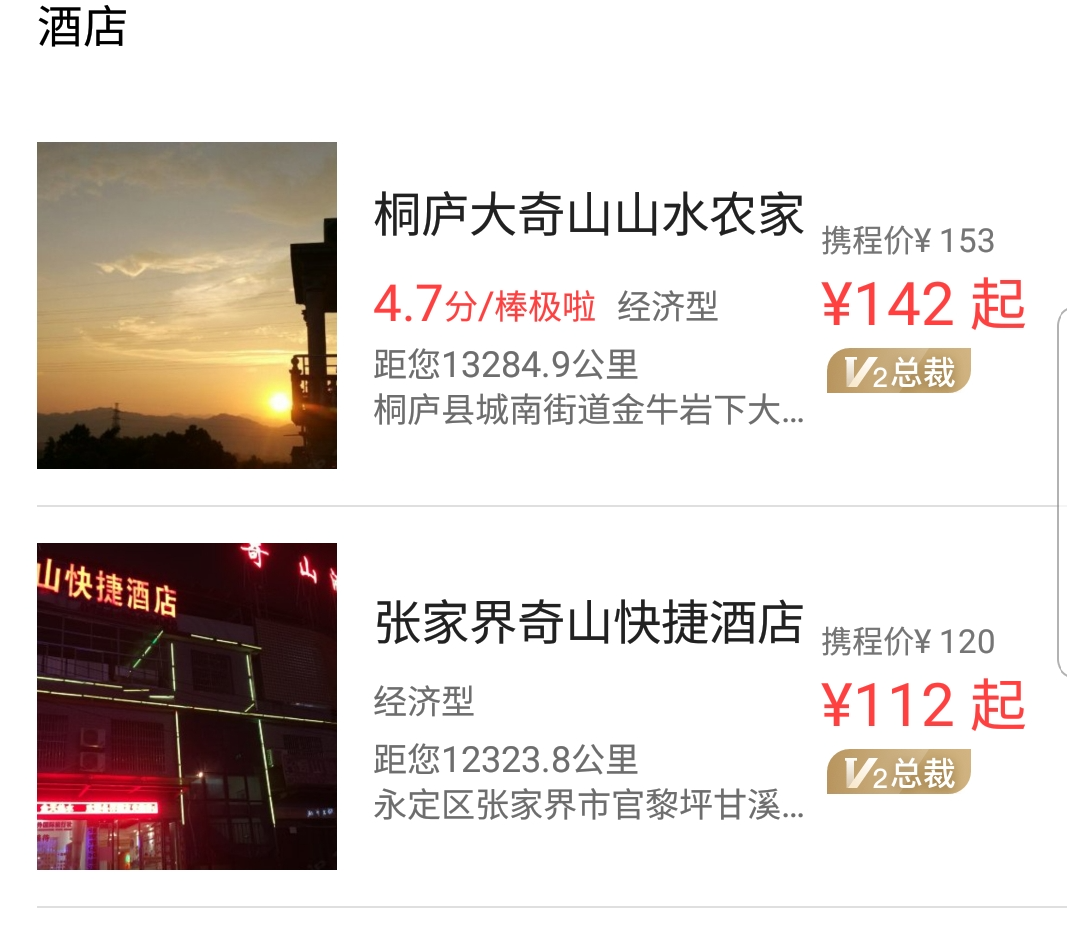 酒店
桐庐大奇山山水农家
携程价¥ 153
4.7分/棒极啦 经济型
¥142 起
距您13284.9公里
V2总裁
桐庐县城南街道金牛岩下大...
山快捷酒店
奇山
张家界奇山快捷酒店
携程价¥ 120
经济型
¥112 起
距您12323.8公里
V2总裁
永定区张家界市官黎坪甘溪...